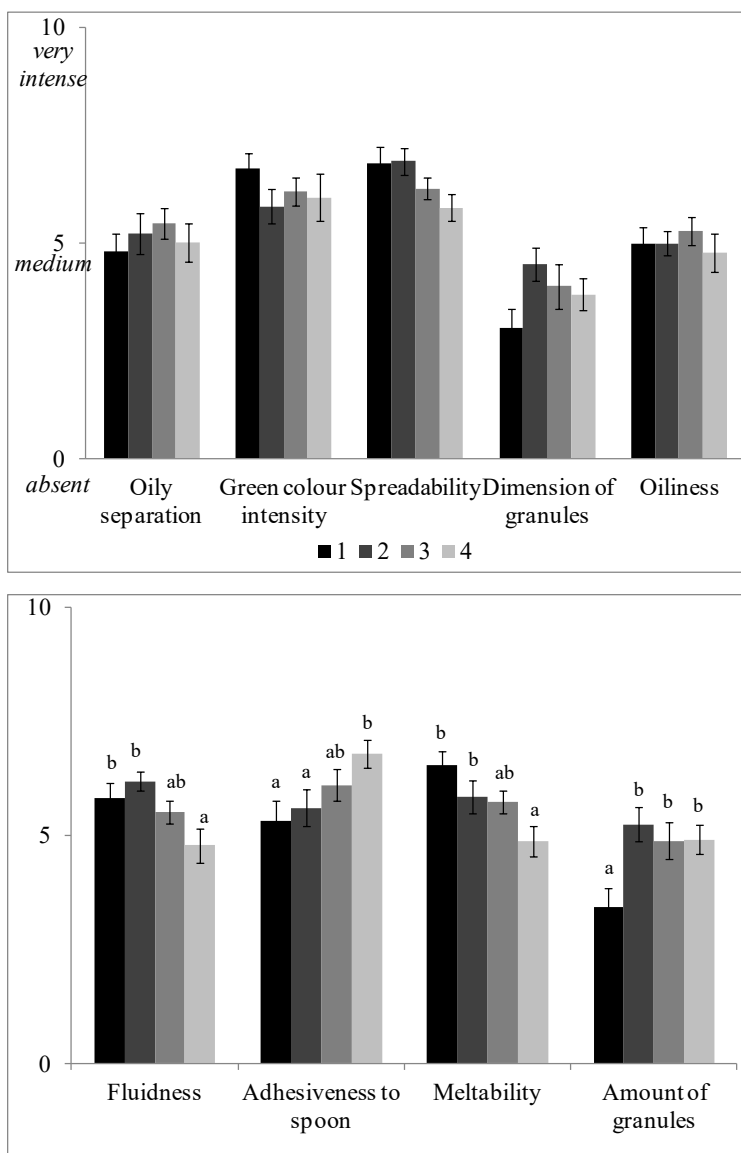 10
very
intense
5
medium
0
absent
Oily
separation
Green colour
intensity
Spreadability
Dimension of
granules
Oiliness
1 2 3 4
10
5
0
b b ab a
a a ab b
b b ab a
a b b b
Fluidness
Adhesiveness to
spoon
Meltability
Amount of
granules